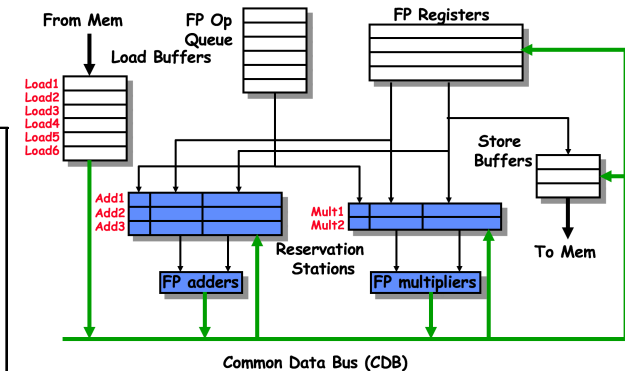 From Mem
FP Op
Queue
FP Registers
Load Buffers
Load1
Load2
Load3
Load4
Load5
Load6
Store
Buffers
Add1
Add2
Add3
Mult1
Mult2
Reservation
Stations
To Mem
FP adders
FP multipliers
Common Data Bus (CDB)